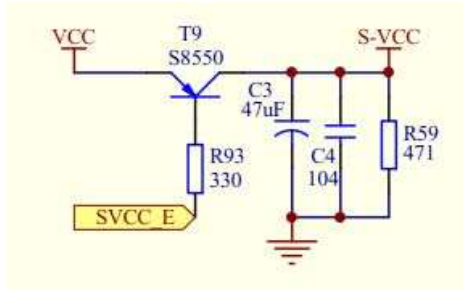 VCC
T9
S8550
S-VCC
C3
47uF
R59
471
R93
330
C4
104
SVCC_E